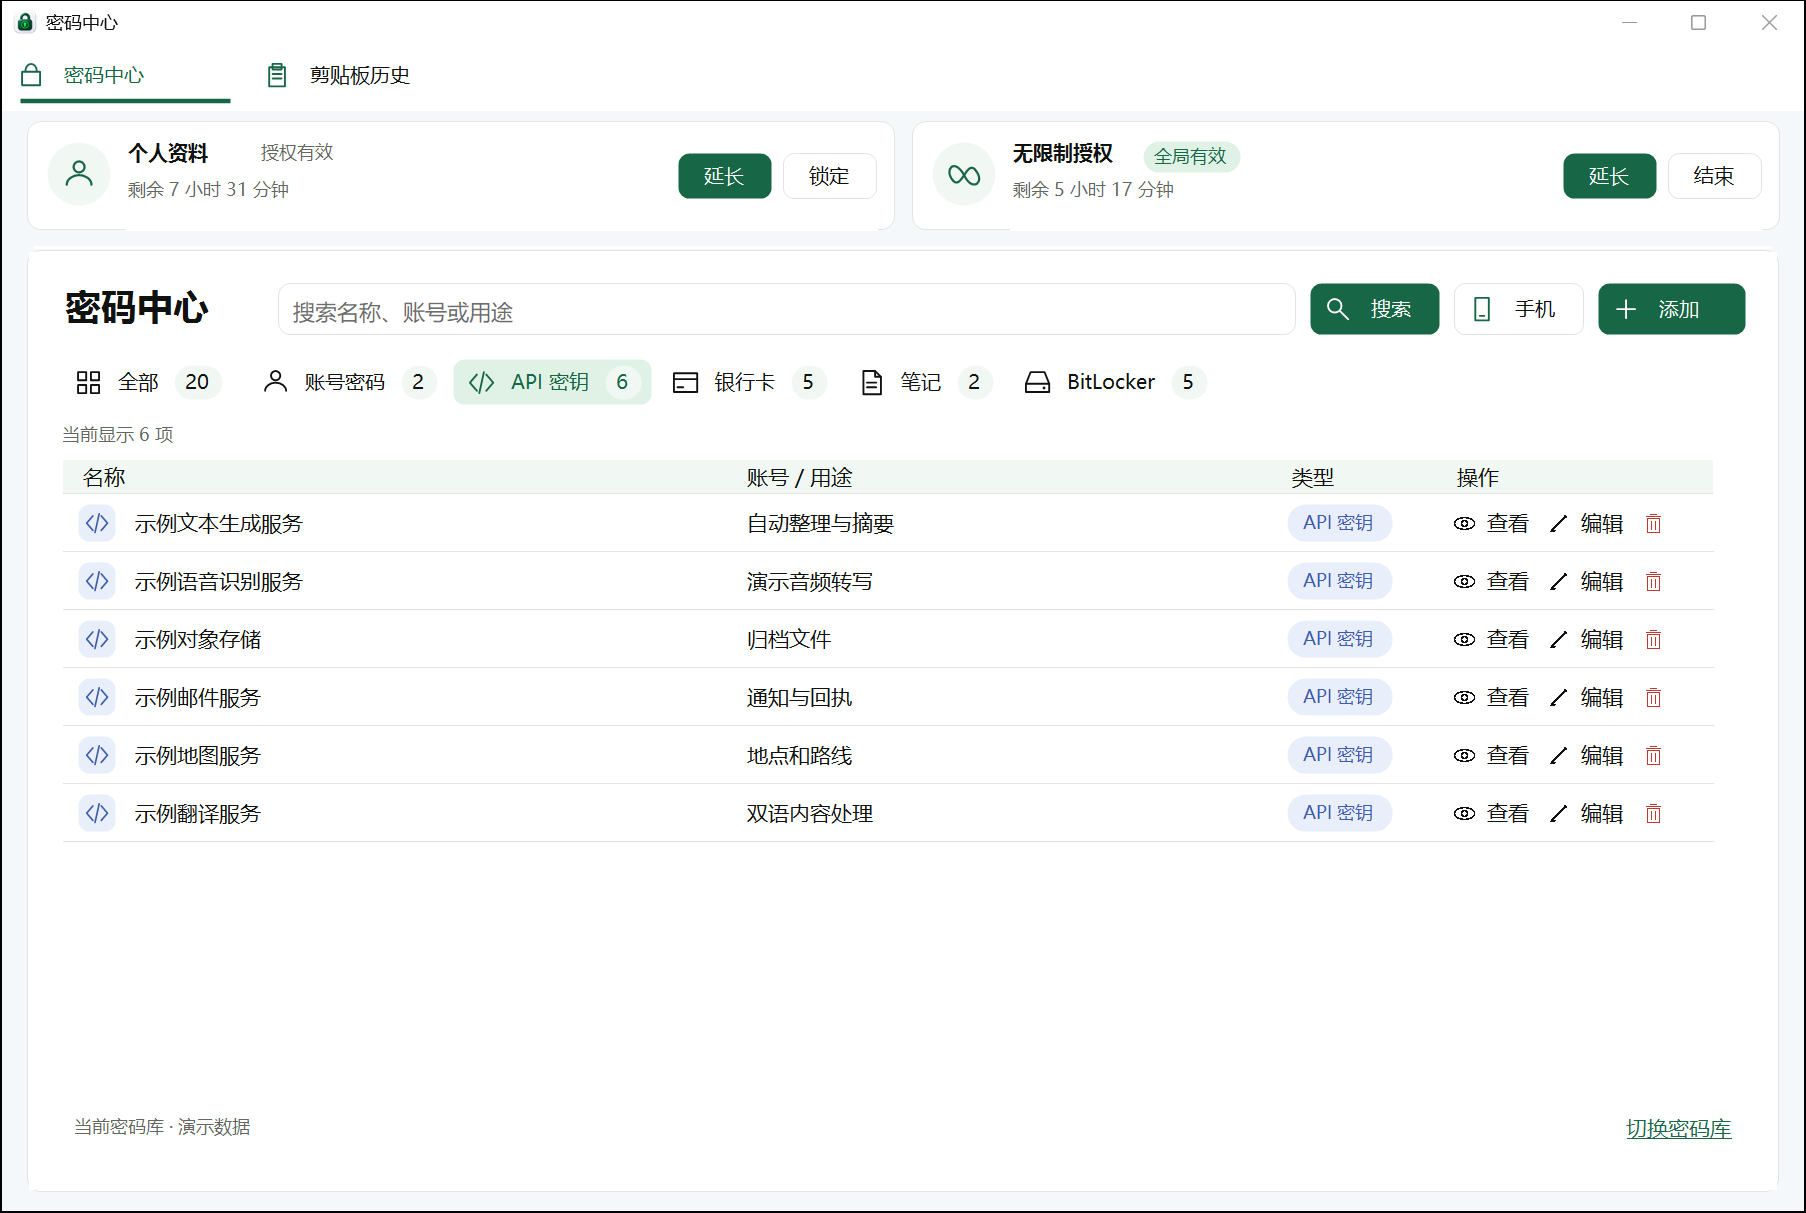 密码中心
密码中心 剪贴板历史
个人资料 授权有效
剩余 7 小时 31 分钟
延长 锁定
无限制授权 全局有效
剩余 5 小时 17 分钟
延长 结束
密码中心 搜索名称、账号或用途 搜索 手机 添加
全部 20 账号密码 2 API 密钥 6 银行卡 5 笔记 2 BitLocker 5
当前显示 6 项
名称 账号 / 用途 类型 操作
示例文本生成服务 自动整理与摘要 API 密钥 查看 编辑
示例语音识别服务 演示音频转写 API 密钥 查看 编辑
示例对象存储 归档文件 API 密钥 查看 编辑
示例邮件服务 通知与回执 API 密钥 查看 编辑
示例地图服务 地点和路线 API 密钥 查看 编辑
示例翻译服务 双语内容处理 API 密钥 查看 编辑
当前密码库 · 演示数据 切换密码库